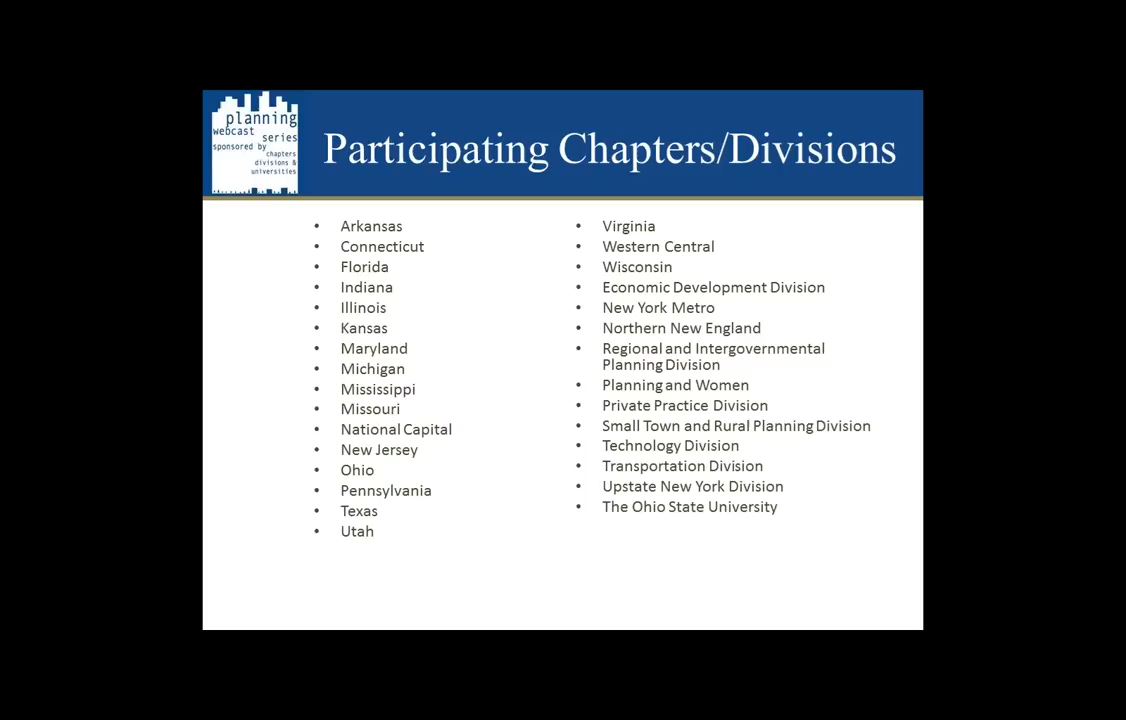 planning
webcast series
sponsored by
chapters
divisions &
universities
Participating Chapters/Divisions
• Arkansas
• Connecticut
• Florida
• Indiana
• Illinois
• Kansas
• Maryland
• Michigan
• Mississippi
• Missouri
• National Capital
• New Jersey
• Ohio
• Pennsylvania
• Texas
• Utah
• Virginia
• Western Central
• Wisconsin
• Economic Development Division
• New York Metro
• Northern New England
• Regional and Intergovernmental
Planning Division
• Planning and Women
• Private Practice Division
• Small Town and Rural Planning Division
• Technology Division
• Transportation Division
• Upstate New York Division
• The Ohio State University